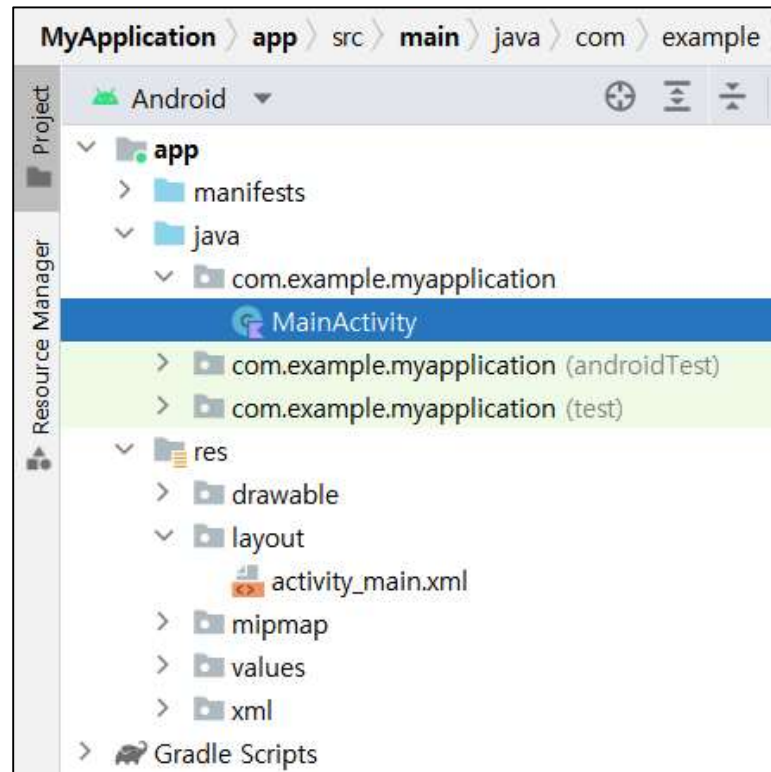 MyApplication 〉 app 〉 src 〉 main 〉 java 〉 com 〉 example
Project
Resource Manager
Android
app
manifests
java
com.example.myapplication
MainActivity
com.example.myapplication (androidTest)
com.example.myapplication (test)
res
drawable
layout
activity_main.xml
mipmap
values
xml
Gradle Scripts